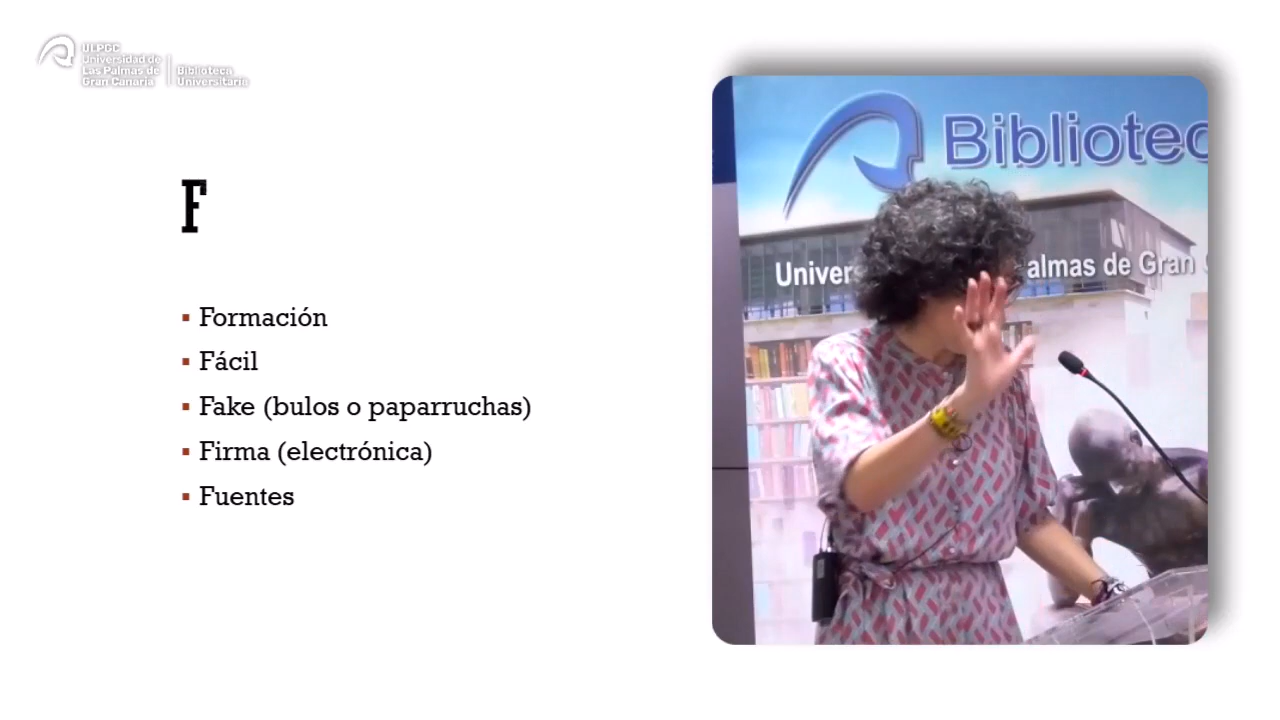 ULPGC
Universidad de
Las Palmas de
Gran Canaria
Biblioteca
Universitaria
F
Formación
Fácil
Fake (bulos o paparruchas)
Firma (electrónica)
Fuentes
Bibliotec
Univer almas de Gran